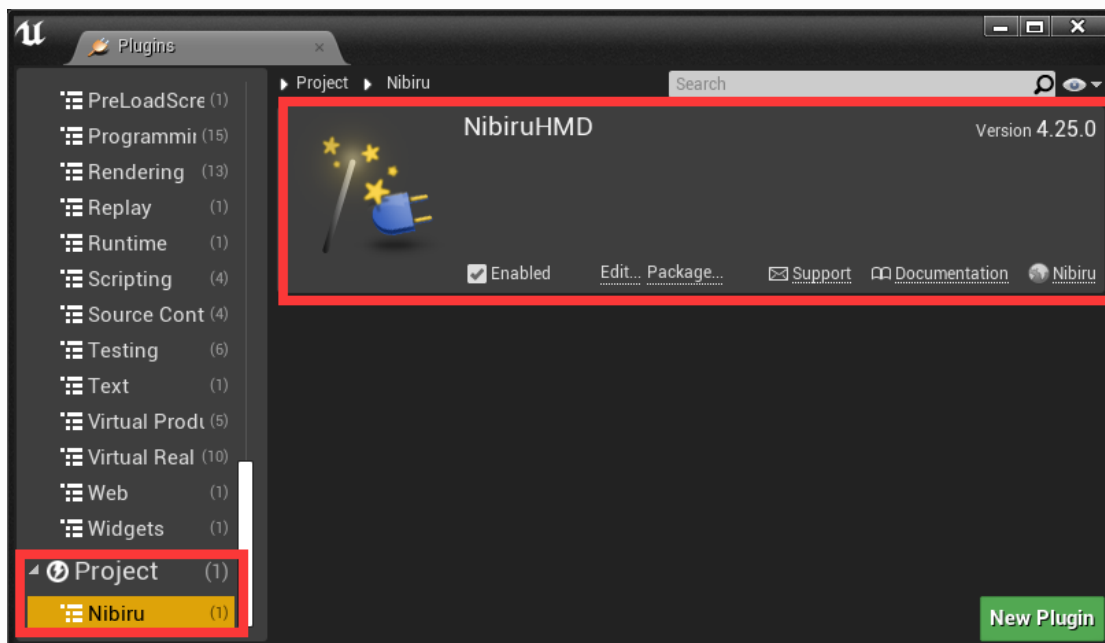 Plugins
Project Nibiru
Search
PreLoadScre (1)
Programmii (15)
Rendering (13)
Replay (1)
Runtime (1)
Scripting (4)
Source Cont (4)
Testing (6)
Text (1)
Virtual Produ (5)
Virtual Real (10)
Web (1)
Widgets (1)
Project (1)
Nibiru (1)
NibiruHMD
Version 4.25.0
Enabled Edit... Package... Support Documentation Nibiru
New Plugin